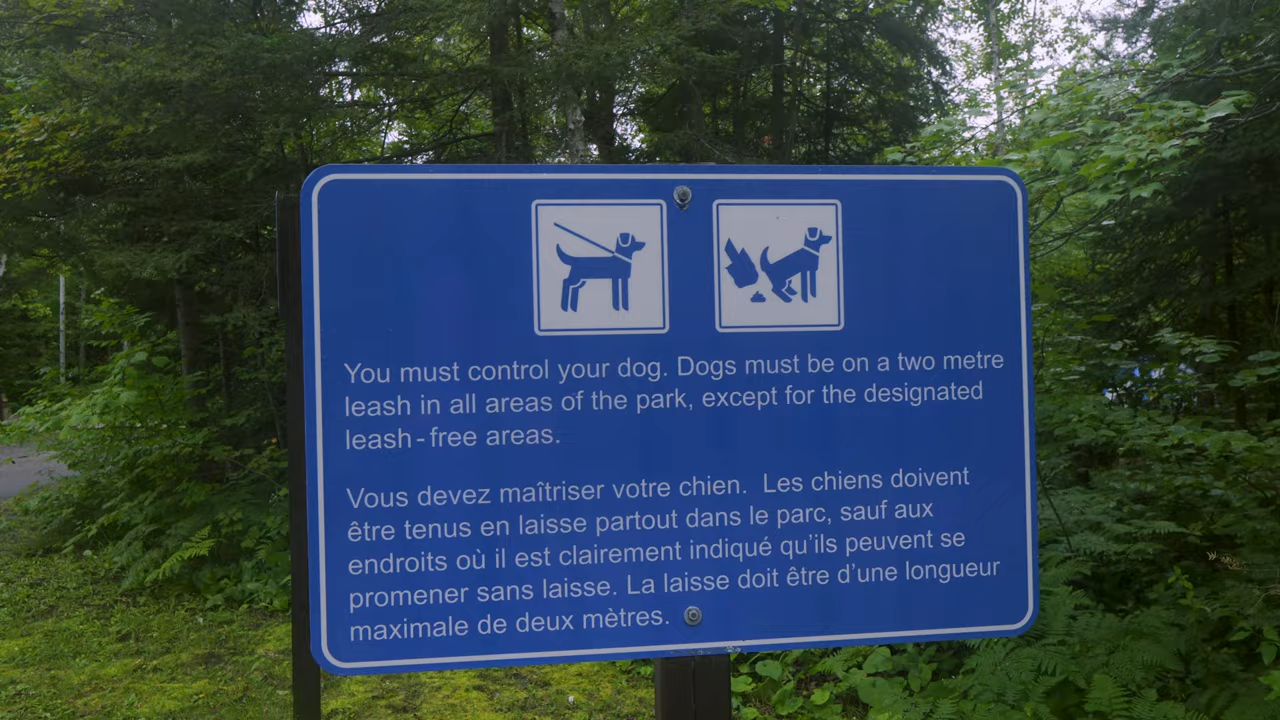 You must control your dog. Dogs must be on a two metre
leash in all areas of the park, except for the designated
leash-free areas.
Vous devez maîtriser votre chien. Les chiens doivent
être tenus en laisse partout dans le parc, sauf aux
endroits où il est clairement indiqué qu'ils peuvent se
promener sans laisse. La laisse doit être d'une longueur
maximale de deux mètres.